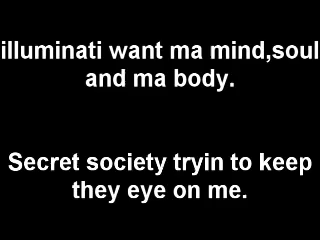 illuminati want ma mind,soul
and ma body.
Secret society tryin to keep
they eye on me.